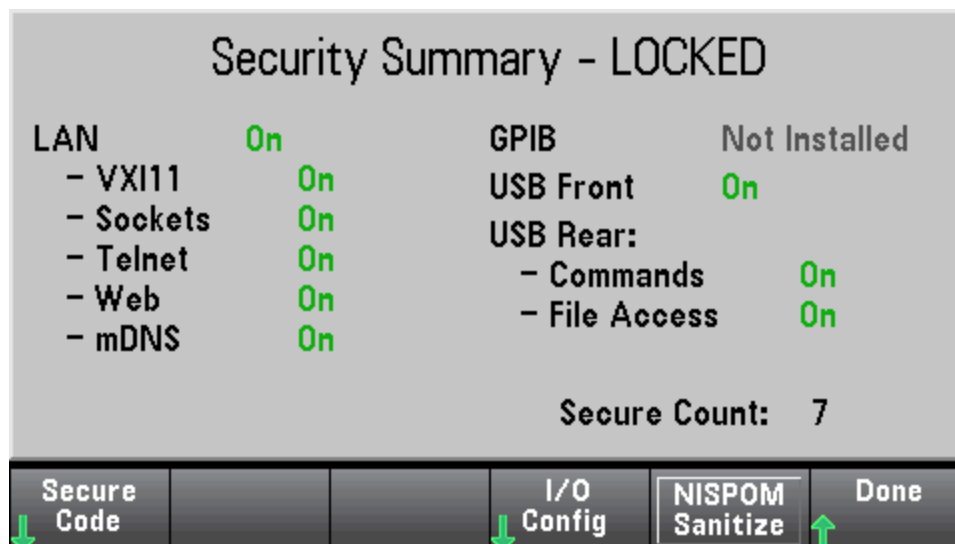 Security Summary - LOCKED
LAN On
- VXI11 On
- Sockets On
- Telnet On
- Web On
- mDNS On
GPIB Not Installed
USB Front On
USB Rear:
- Commands On
- File Access On
Secure Count: 7
Secure
Code
I/O
Config
NISPOM
Sanitize
Done